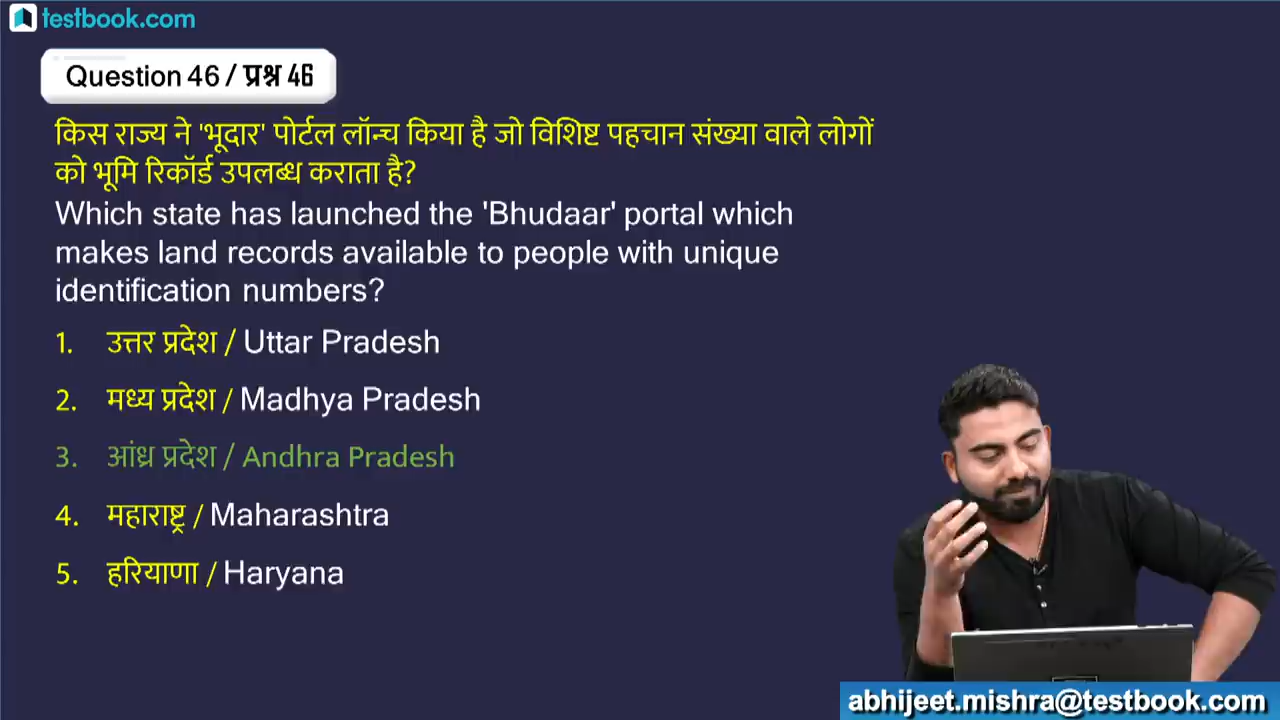 testbook.com
Question 46 / प्रश्न 46
किस राज्य ने 'भूदार' पोर्टल लॉन्च किया है जो विशिष्ट पहचान संख्या वाले लोगों
को भूमि रिकॉर्ड उपलब्ध कराता है?
Which state has launched the 'Bhudaar' portal which
makes land records available to people with unique
identification numbers?
1. उत्तर प्रदेश / Uttar Pradesh
2. मध्य प्रदेश / Madhya Pradesh
3. आंध्र प्रदेश / Andhra Pradesh
4. महाराष्ट्र / Maharashtra
5. हरियाणा / Haryana
abhijeet.mishra@testbook.com